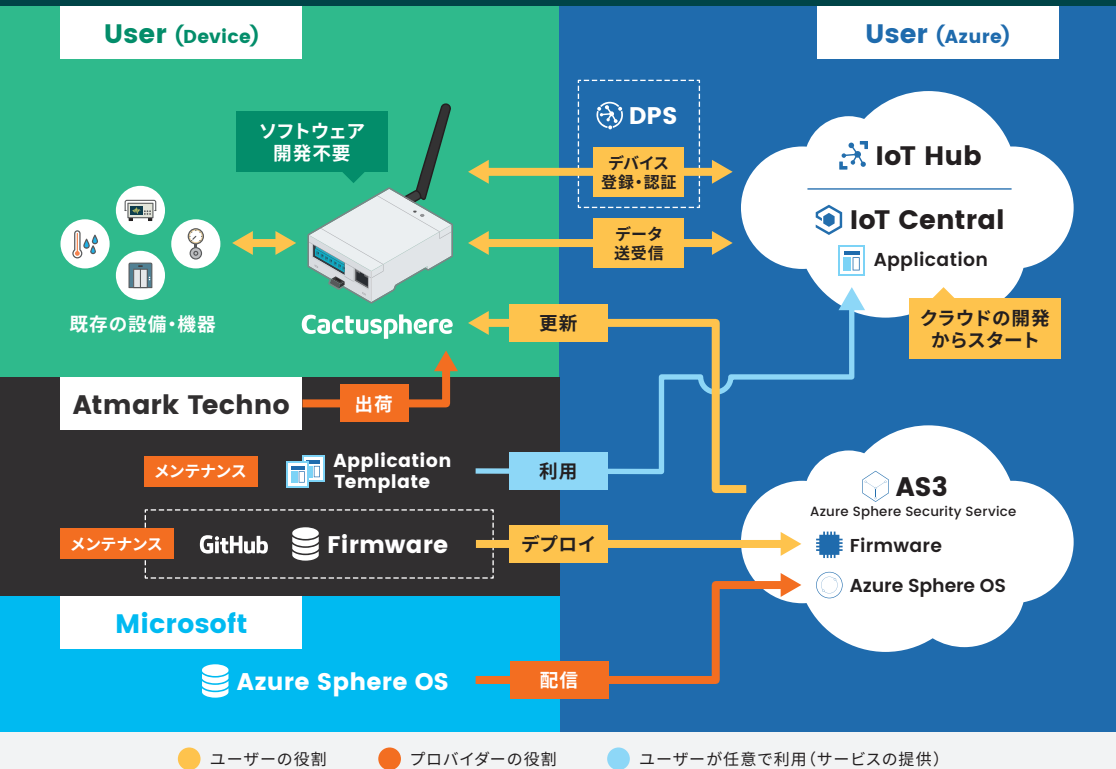 User (Device)
User (Azure)
ソフトウェア
開発不要
DPS
デバイス
登録・認証
IoT Hub
IoT Central
Application
データ
送受信
既存の設備・機器
Cactusphere
更新
クラウドの開発
からスタート
Atmark Techno
出荷
メンテナンス
Application
Template
利用
AS3
Azure Sphere Security Service
メンテナンス
GitHub
Firmware
デプロイ
Firmware
Azure Sphere OS
Microsoft
Azure Sphere OS
配信
ユーザーの役割
プロバイダーの役割
ユーザーが任意で利用(サービスの提供)